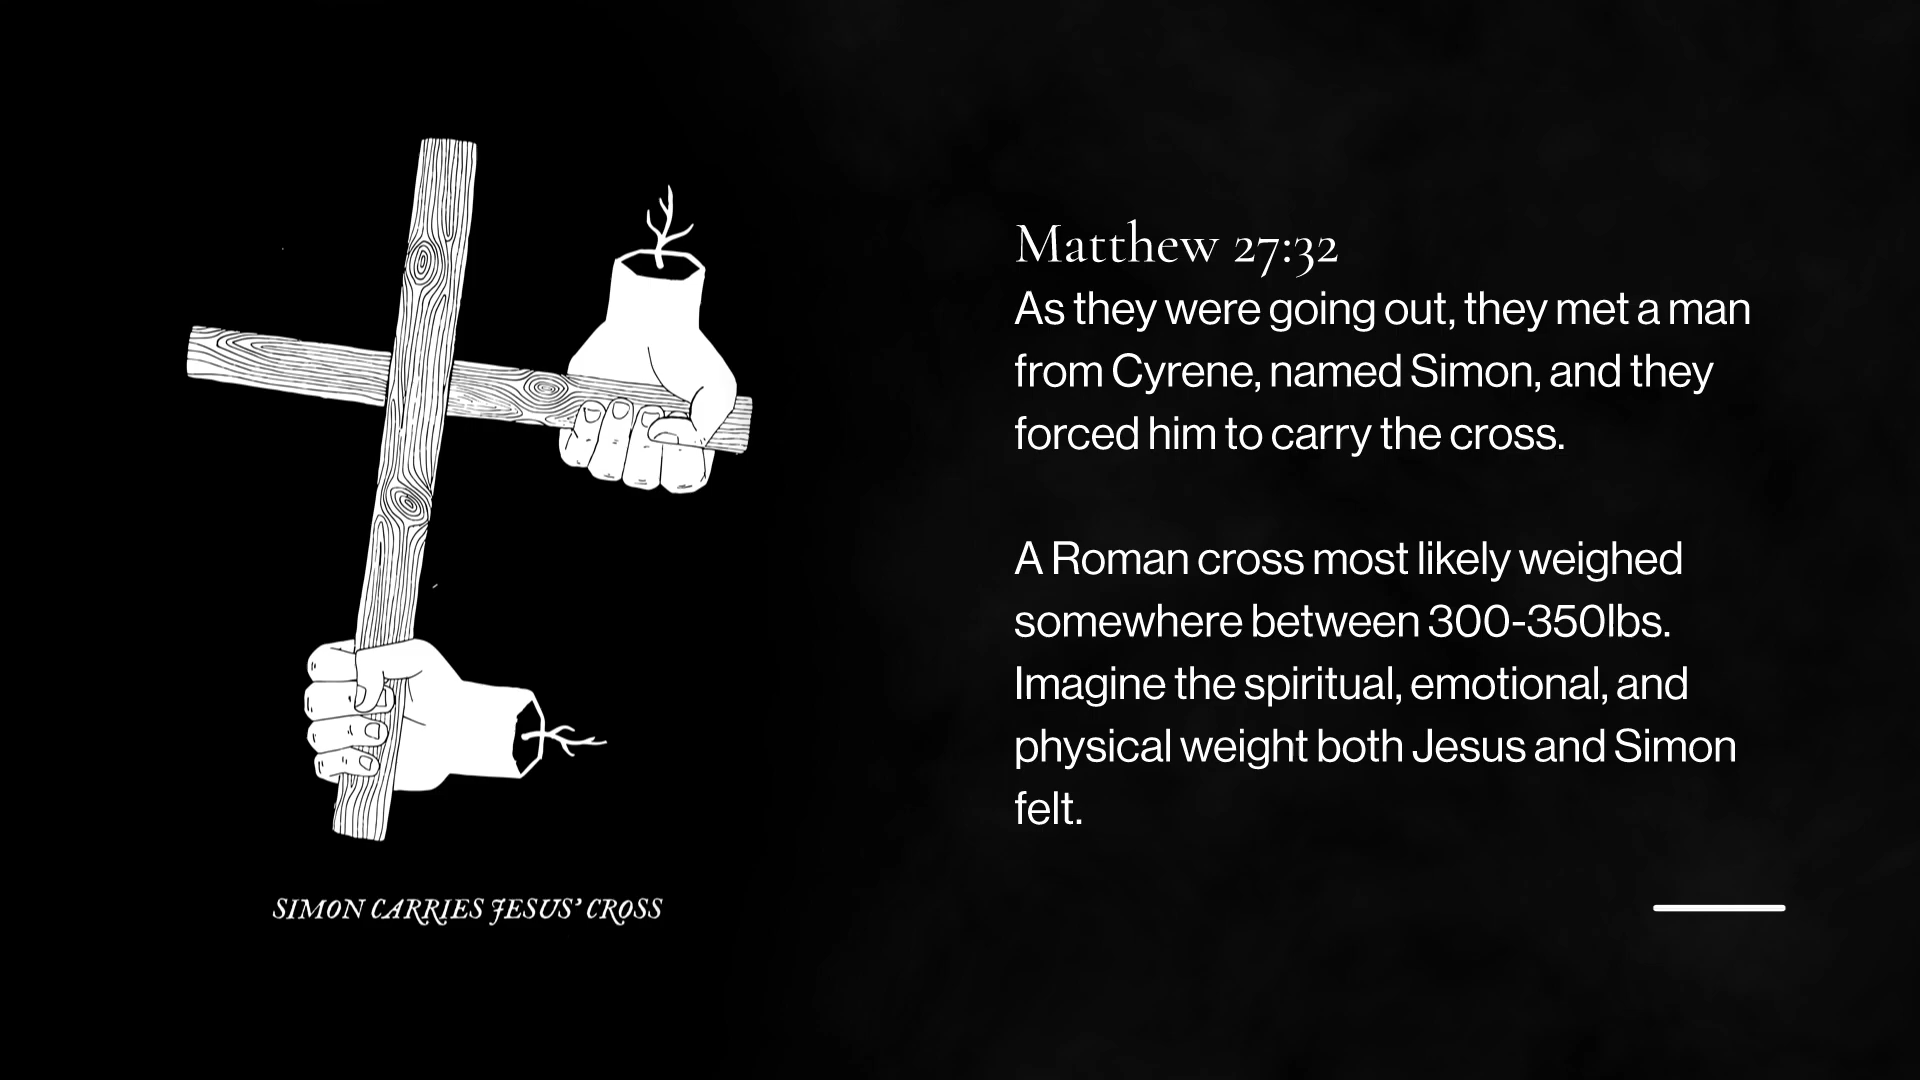 Matthew 27:32
As they were going out, they met a man
from Cyrene, named Simon, and they
forced him to carry the cross.
A Roman cross most likely weighed
somewhere between 300-350lbs.
Imagine the spiritual, emotional, and
physical weight both Jesus and Simon
felt.
SIMON CARRIES JESUS’ CROSS